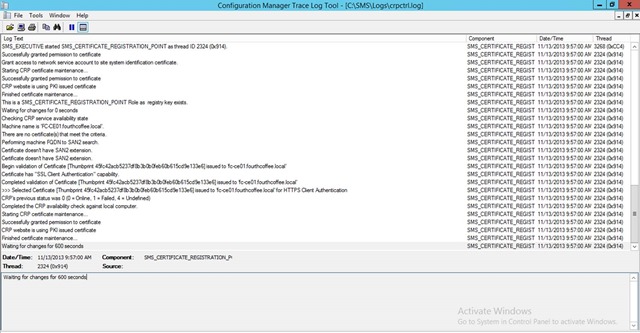 Configuration Manager Trace Log Tool - [C:\SMS\Logs\crpctrl.log]
File Tools Window Help
Log Text Component Date/Time Thread
SMS_EXECUTIVE started SMS_CERTIFICATE_REGISTRATION_POINT as thread ID 2324 (0x914). SMS_CERTIFICATE_REGIST 11/13/2013 9:57:00 AM 3268 (0xCC4)
Successfully granted permission to certificate SMS_CERTIFICATE_REGIST 11/13/2013 9:57:00 AM 2324 (0x914)
Grant access to network service account to site system identification certificate. SMS_CERTIFICATE_REGIST 11/13/2013 9:57:00 AM 2324 (0x914)
Starting CRP certificate maintenance... SMS_CERTIFICATE_REGIST 11/13/2013 9:57:00 AM 2324 (0x914)
Successfully granted permission to certificate SMS_CERTIFICATE_REGIST 11/13/2013 9:57:00 AM 2324 (0x914)
CRP website is using PKI issued certificate SMS_CERTIFICATE_REGIST 11/13/2013 9:57:00 AM 2324 (0x914)
Finished certificate maintenance... SMS_CERTIFICATE_REGIST 11/13/2013 9:57:00 AM 2324 (0x914)
This is a SMS_CERTIFICATE_REGISTRATION_POINT Role as registry key exists. SMS_CERTIFICATE_REGIST 11/13/2013 9:57:00 AM 2324 (0x914)
Waiting for changes for 0 seconds SMS_CERTIFICATE_REGIST 11/13/2013 9:57:00 AM 2324 (0x914)
Checking CRP service availability state SMS_CERTIFICATE_REGIST 11/13/2013 9:57:00 AM 2324 (0x914)
Machine name is 'FC-CE01.fourthcoffee.local'. SMS_CERTIFICATE_REGIST 11/13/2013 9:57:00 AM 2324 (0x914)
There are no certificate(s) that meet the criteria. SMS_CERTIFICATE_REGIST 11/13/2013 9:57:00 AM 2324 (0x914)
Performing machine FQDN to SAN2 search. SMS_CERTIFICATE_REGIST 11/13/2013 9:57:00 AM 2324 (0x914)
Certificate doesn't have SAN2 extension. SMS_CERTIFICATE_REGIST 11/13/2013 9:57:00 AM 2324 (0x914)
Certificate doesn't have SAN2 extension. SMS_CERTIFICATE_REGIST 11/13/2013 9:57:00 AM 2324 (0x914)
Begin validation of Certificate [Thumbprint 49fc42acb5237df8b3b0b0feb60b615cd9e133e6] issued to 'fc-ce01.fourthcoffee.local' SMS_CERTIFICATE_REGIST 11/13/2013 9:57:00 AM 2324 (0x914)
Certificate has "SSL Client Authentication" capability. SMS_CERTIFICATE_REGIST 11/13/2013 9:57:00 AM 2324 (0x914)
Completed validation of Certificate [Thumbprint 49fc42acb5237df8b3b0b0feb60b615cd9e133e6] issued to 'fc-ce01.fourthcoffee.local' SMS_CERTIFICATE_REGIST 11/13/2013 9:57:00 AM 2324 (0x914)
>>> Selected Certificate [Thumbprint 49fc42acb5237df8b3b0b0feb60b615cd9e133e6] issued to 'fc-ce01.fourthcoffee.local' for HTTPS Client Authentication SMS_CERTIFICATE_REGIST 11/13/2013 9:57:00 AM 2324 (0x914)
CRP's previous status was 0 (0 = Online, 1 = Failed, 4 = Undefined) SMS_CERTIFICATE_REGIST 11/13/2013 9:57:00 AM 2324 (0x914)
Completed the CRP availability check against local computer. SMS_CERTIFICATE_REGIST 11/13/2013 9:57:00 AM 2324 (0x914)
Starting CRP certificate maintenance... SMS_CERTIFICATE_REGIST 11/13/2013 9:57:00 AM 2324 (0x914)
Successfully granted permission to certificate SMS_CERTIFICATE_REGIST 11/13/2013 9:57:00 AM 2324 (0x914)
CRP website is using PKI issued certificate SMS_CERTIFICATE_REGIST 11/13/2013 9:57:00 AM 2324 (0x914)
Finished certificate maintenance... SMS_CERTIFICATE_REGIST 11/13/2013 9:57:00 AM 2324 (0x914)
Waiting for changes for 600 seconds SMS_CERTIFICATE_REGIST 11/13/2013 9:57:00 AM 2324 (0x914)
Date/Time: 11/13/2013 9:57:00 AM Component: SMS_CERTIFICATE_REGISTRATION_P
Thread: 2324 (0x914) Source:
Waiting for changes for 600 seconds
Activate Windows
Go to System in Control Panel to activate Windows.